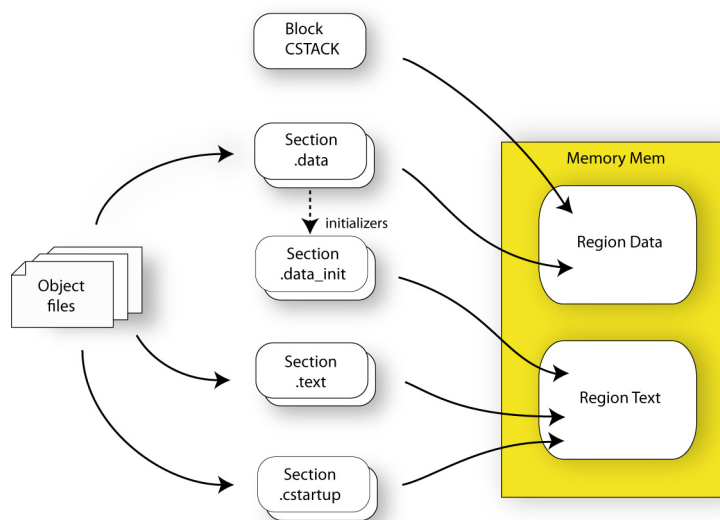 Block
CSTACK
Section
.data
initializers
Section
.data_init
Object
files
Section
.text
Section
.cstartup
Memory Mem
Region Data
Region Text